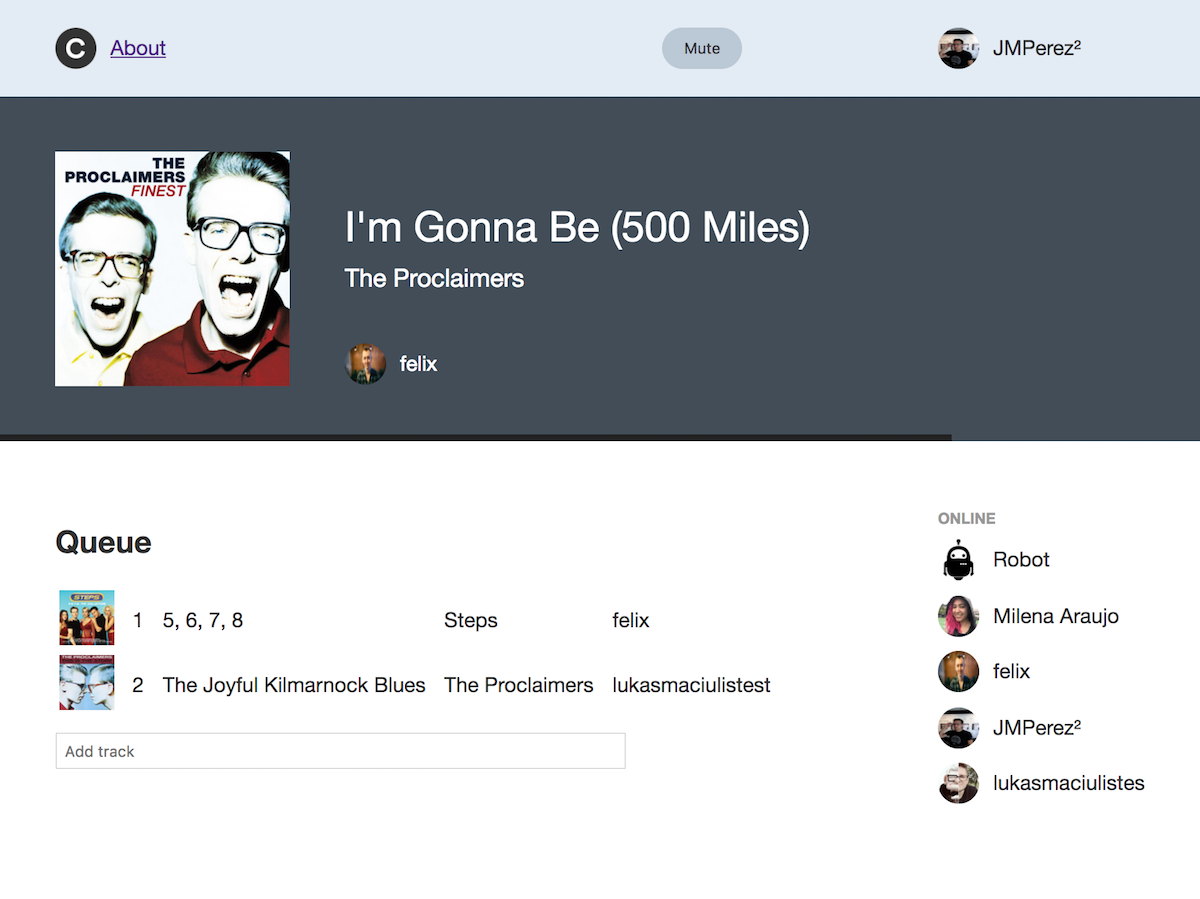 C About
Mute
JMPerez²
THE
PROCLAIMERS
FINEST
I'm Gonna Be (500 Miles)
The Proclaimers
felix
Queue
STEPS
1 5, 6, 7, 8 Steps felix
THE PROCLAIMERS
2 The Joyful Kilmarnock Blues The Proclaimers lukasmaciulistest
Add track
ONLINE
Robot
Milena Araujo
felix
JMPerez²
lukasmaciulistes